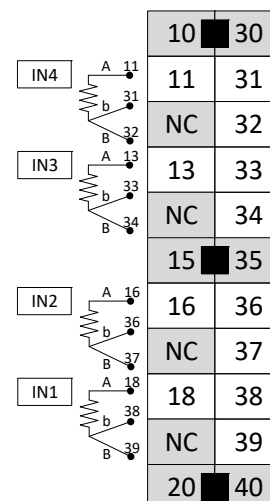 10 30
A 11
IN4
11 31
31
b
NC 32
B 32
A 13
IN3
13 33
33
b
NC 34
B 34
15 35
A 16
IN2
16 36
36
b
NC 37
B 37
A 18
IN1
18 38
38
b
NC 39
B 39
20 40